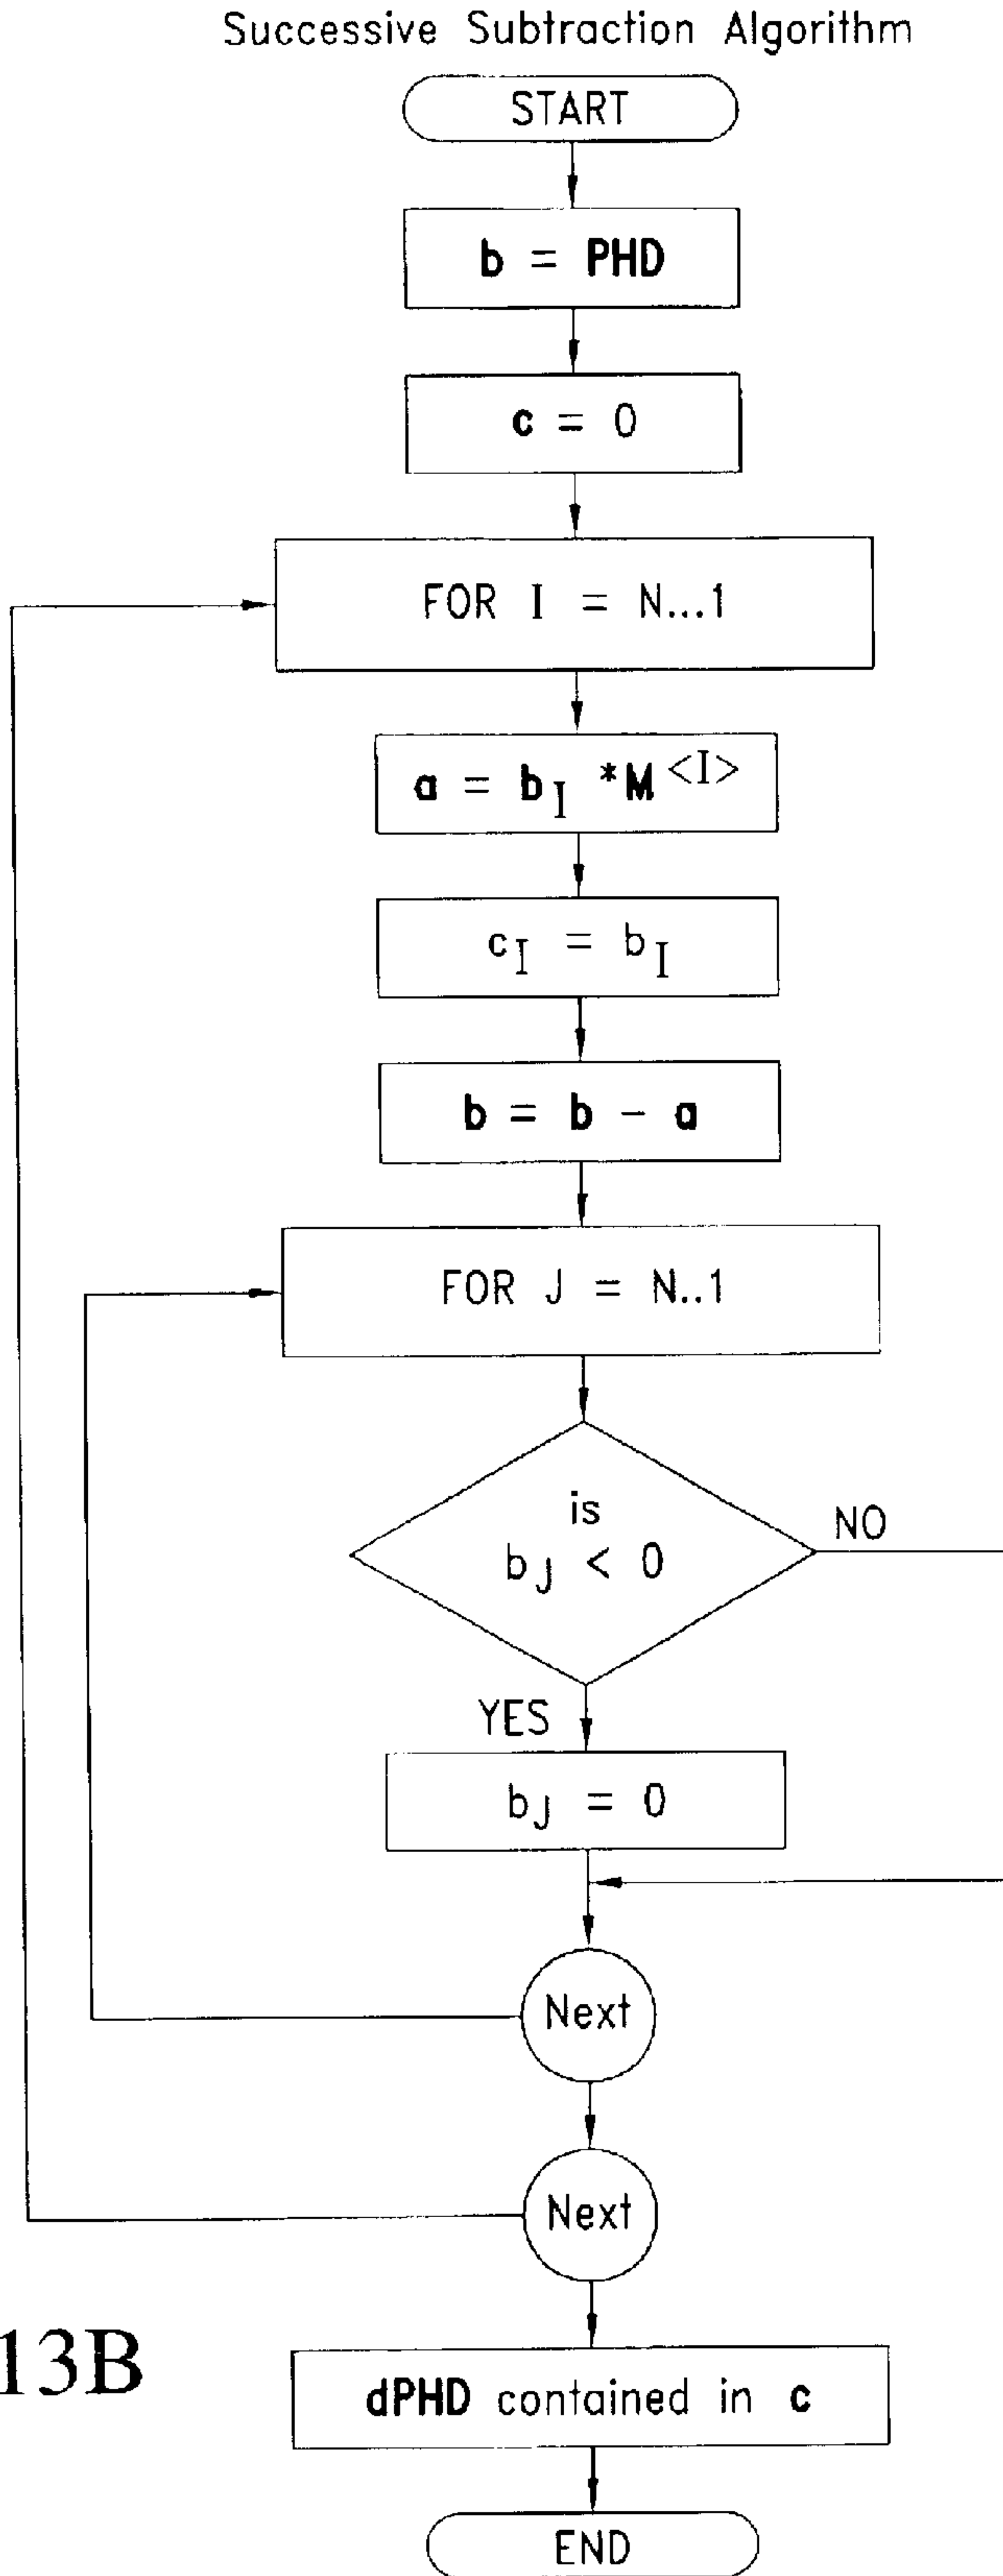 Successive Subtraction Algorithm
START
b = PHD
c = 0
FOR I = N...1
a = b_I *M^<I>
c_I = b_I
b = b - a
FOR J = N..1
is
b_J < 0
NO
YES
b_J = 0
Next
Next
13B
dPHD contained in c
END